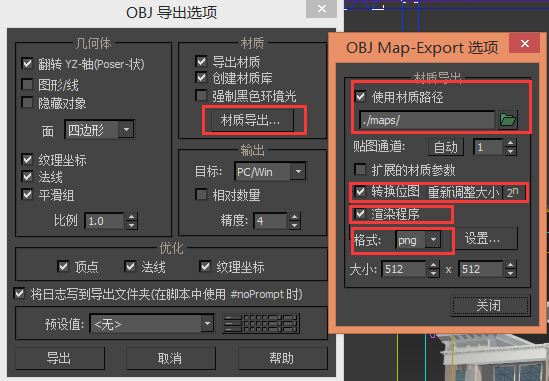 OBJ 导出选项
几何体
翻转 YZ-轴(Poser-状)
图形/线
隐藏对象
面 四边形
纹理坐标
法线
平滑组
比例 1.0
材质
导出材质
创建材质库
强制黑色环境光
材质导出...
输出
目标: PC/Win
相对数量
精度: 4
优化
顶点 法线 纹理坐标
将日志写到导出文件夹(在脚本中使用 #noPrompt 时)
预设值: <无>
导出 取消 帮助
OBJ Map-Export 选项
材质导出
使用材质路径
./maps/
贴图通道: 自动 1
扩展的材质参数
转换位图 重新调整大小 2ⁿ
渲染程序
格式: png 设置...
大小: 512 x 512
关闭